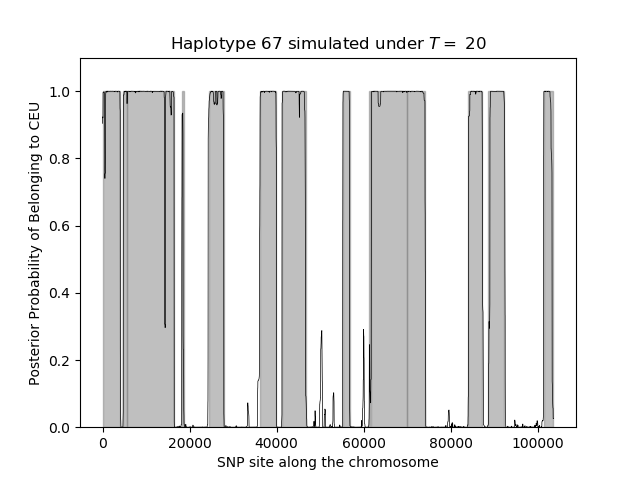 Haplotype 67 simulated under T = 20
Posterior Probability of Belonging to CEU
1.0
0.8
0.6
0.4
0.2
0.0
0 20000 40000 60000 80000 100000
SNP site along the chromosome